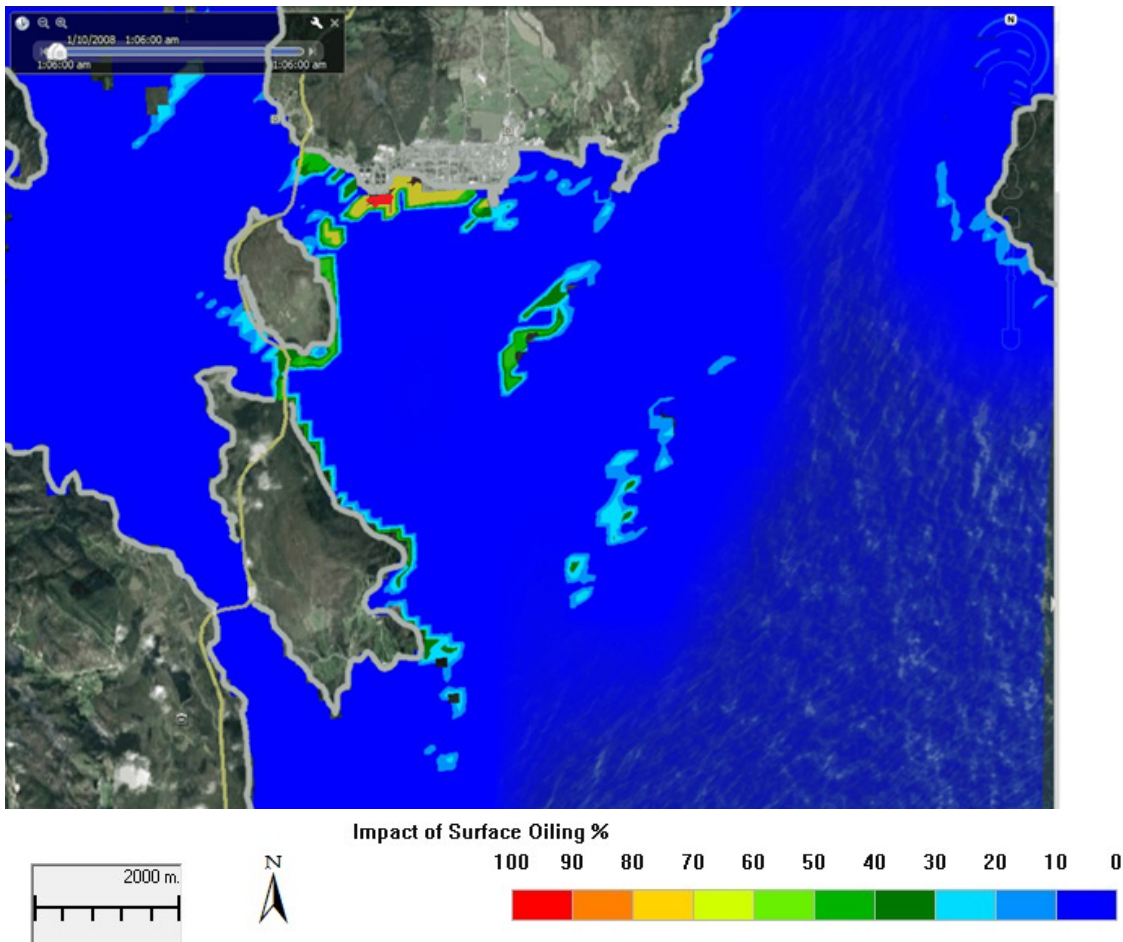 1/10/2008 1:06:00 am
1:06:00 am 1:06:00 am
N
Impact of Surface Oiling %
2000 m.
N
100 90 80 70 60 50 40 30 20 10 0